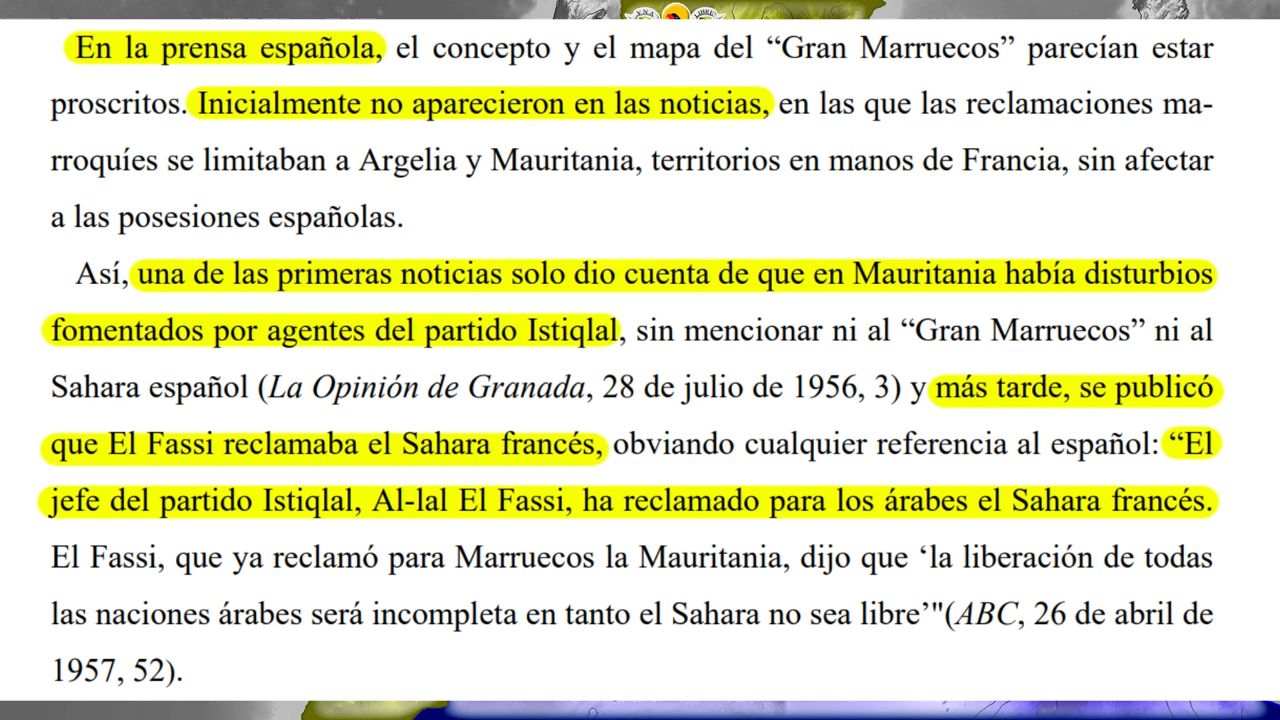 En la prensa española, el concepto y el mapa del “Gran Marruecos” parecían estar
proscritos. Inicialmente no aparecieron en las noticias, en las que las reclamaciones ma-
rroquíes se limitaban a Argelia y Mauritania, territorios en manos de Francia, sin afectar
a las posesiones españolas.
Así, una de las primeras noticias solo dio cuenta de que en Mauritania había disturbios
fomentados por agentes del partido Istiqlal, sin mencionar ni al “Gran Marruecos” ni al
Sahara español (La Opinión de Granada, 28 de julio de 1956, 3) y más tarde, se publicó
que El Fassi reclamaba el Sahara francés, obviando cualquier referencia al español: “El
jefe del partido Istiqlal, Al-lal El Fassi, ha reclamado para los árabes el Sahara francés.
El Fassi, que ya reclamó para Marruecos la Mauritania, dijo que ‘la liberación de todas
las naciones árabes será incompleta en tanto el Sahara no sea libre’"(ABC, 26 de abril de
1957, 52).